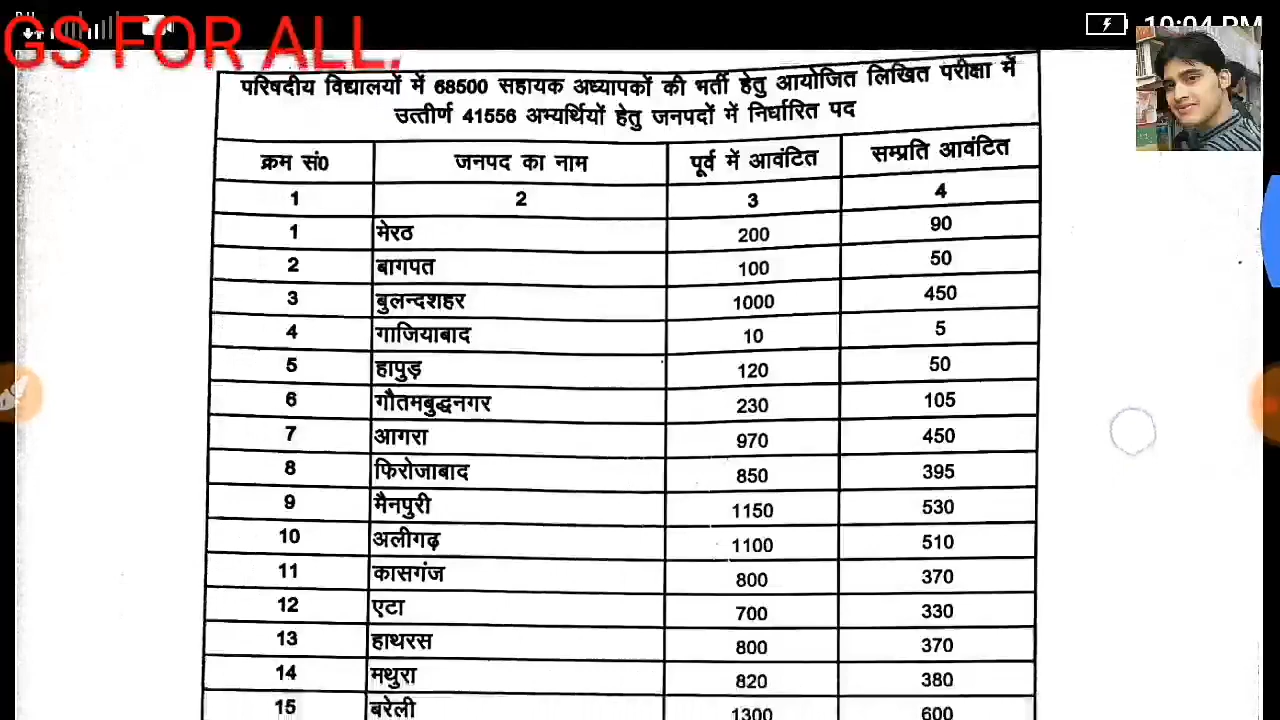 GS FOR ALL.
10:04 PM
परिषदीय विद्यालयों में 68500 सहायक अध्यापकों की भर्ती हेतु आयोजित लिखित परीक्षा में
उत्तीर्ण 41556 अभ्यर्थियों हेतु जनपदों में निर्धारित पद
क्रम सं0 जनपद का नाम पूर्व में आवंटित सम्प्रति आवंटित
1 2 3 4
1 मेरठ 200 90
2 बागपत 100 50
3 बुलन्दशहर 1000 450
4 गाजियाबाद 10 5
5 हापुड़ 120 50
6 गौतमबुद्धनगर 230 105
7 आगरा 970 450
8 फिरोजाबाद 850 395
9 मैनपुरी 1150 530
10 अलीगढ़ 1100 510
11 कासगंज 800 370
12 एटा 700 330
13 हाथरस 800 370
14 मथुरा 820 380
15 बरेली 1300 600